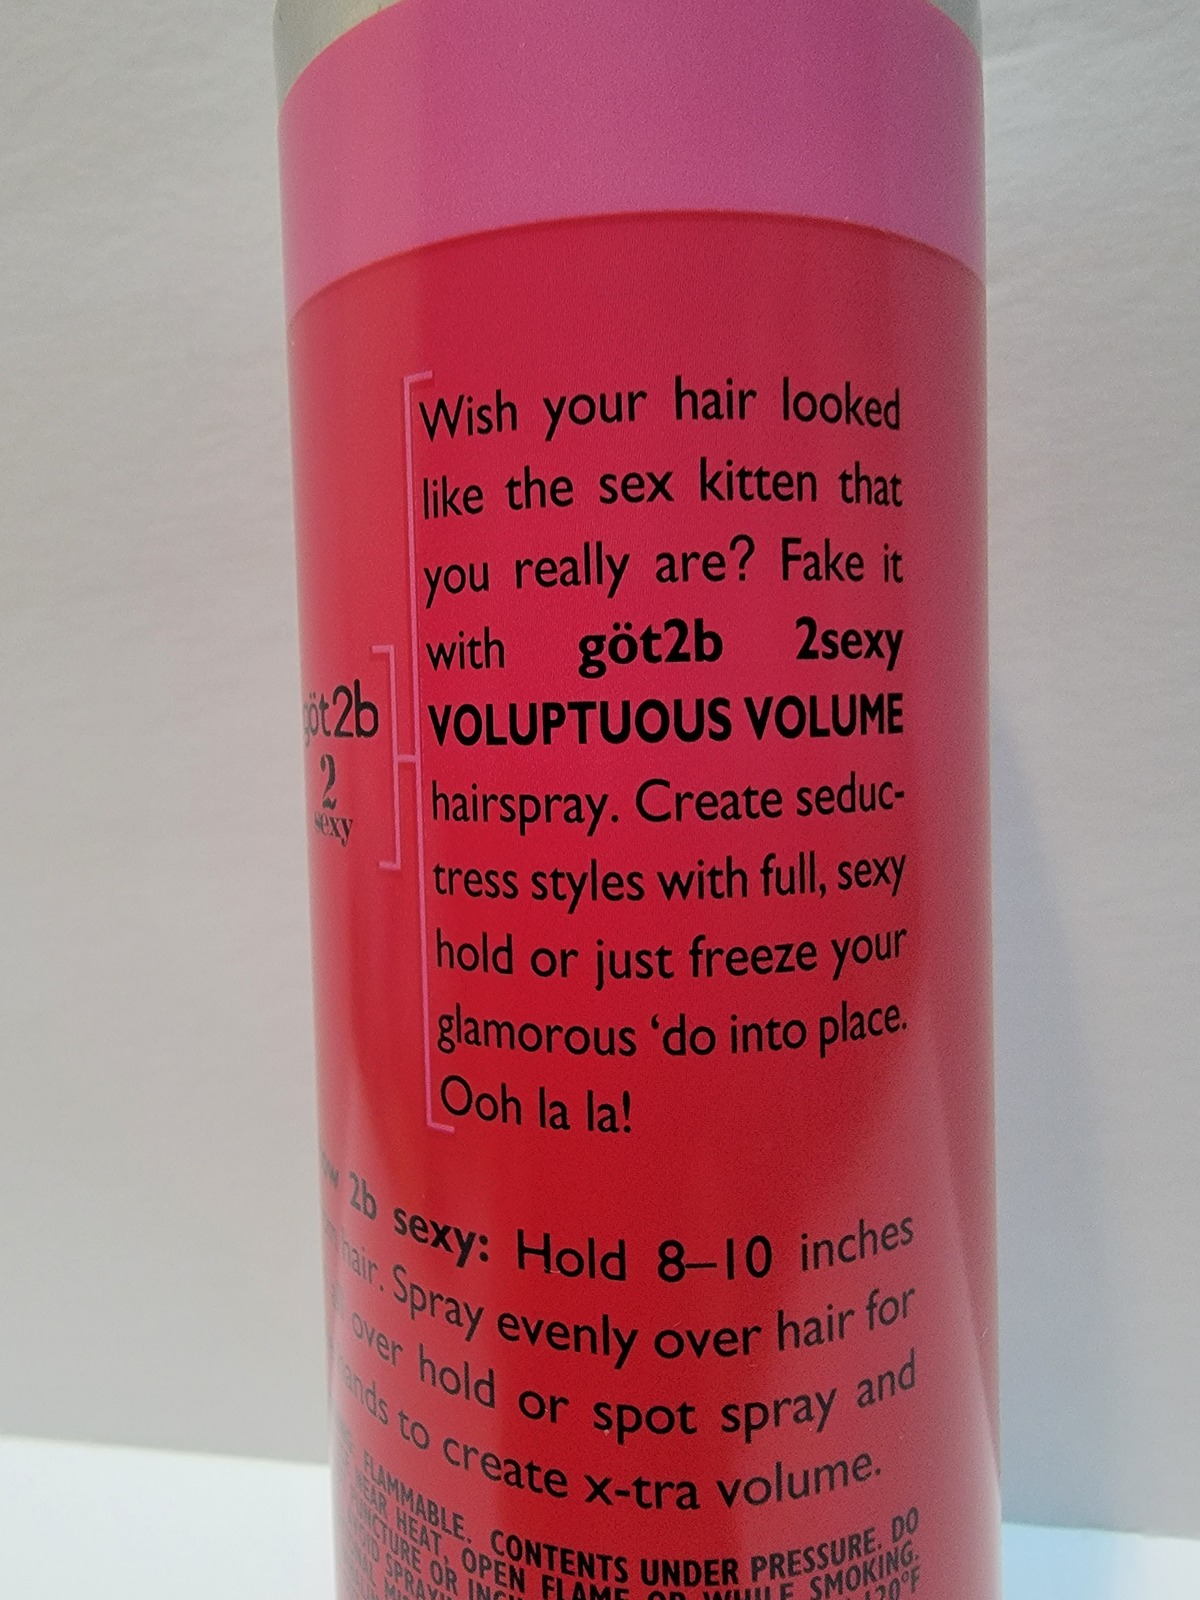 Wish your hair looked
like the sex kitten that
you really are? Fake it
with göt2b 2sexy
VOLUPTUOUS VOLUME
hairspray. Create seduc-
tress styles with full, sexy
hold or just freeze your
glamorous ‘do into place.
Ooh la la!
göt2b
2
sexy
2b sexy: Hold 8–10 inches
hair. Spray evenly over hair for
over hold or spot spray and
to create x-tra volume.
FLAMMABLE. CONTENTS UNDER PRESSURE. DO
NEAR HEAT, OPEN FLAME OR WHILE SMOKING.
PUNCTURE OR 120°F